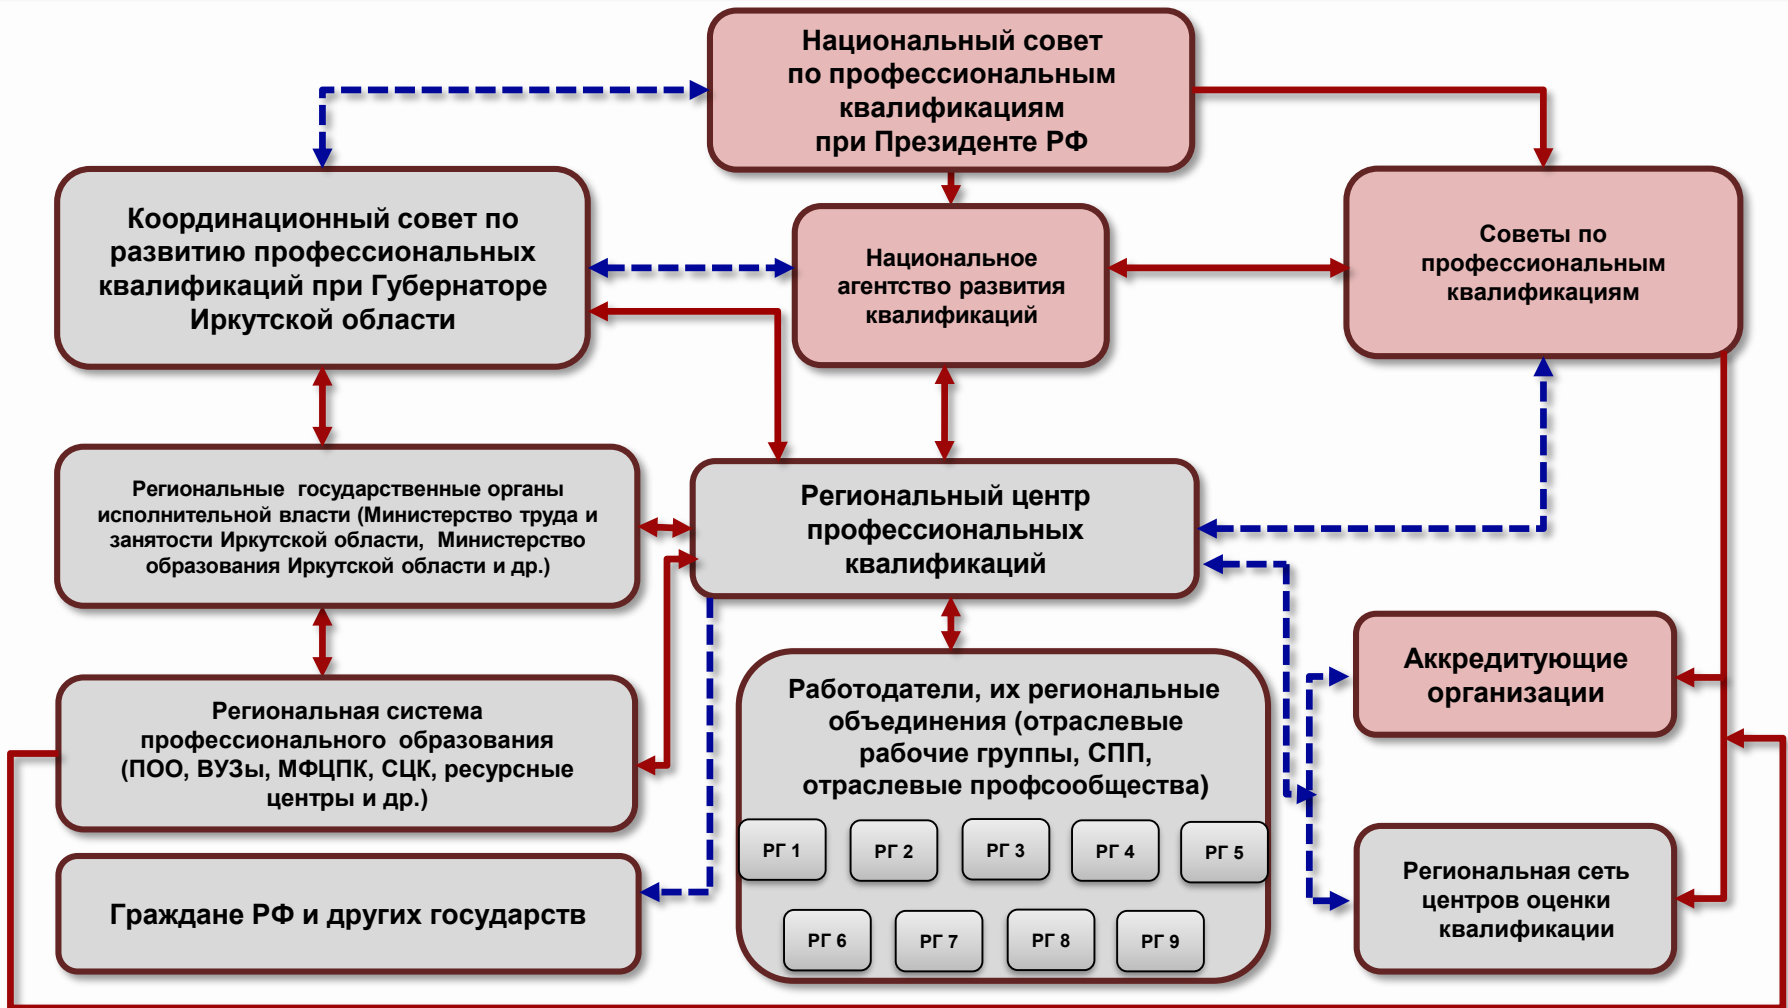 Национальный совет
по профессиональным
квалификациям
при Президенте РФ
Координационный совет по
развитию профессиональных
квалификаций при Губернаторе
Иркутской области
Национальное
агентство развития
квалификаций
Советы по
профессиональным
квалификациям
Региональные государственные органы
исполнительной власти (Министерство труда и
занятости Иркутской области, Министерство
образования Иркутской области и др.)
Региональный центр
профессиональных
квалификаций
Региональная система
профессионального образования
(ПОО, ВУЗы, МФЦПК, СЦК, ресурсные
центры и др.)
Работодатели, их региональные
объединения (отраслевые
рабочие группы, СПП,
отраслевые профсообщества)
Аккредитующие
организации
РГ 1
РГ 2
РГ 3
РГ 4
РГ 5
РГ 6
РГ 7
РГ 8
РГ 9
Граждане РФ и других государств
Региональная сеть
центров оценки
квалификации